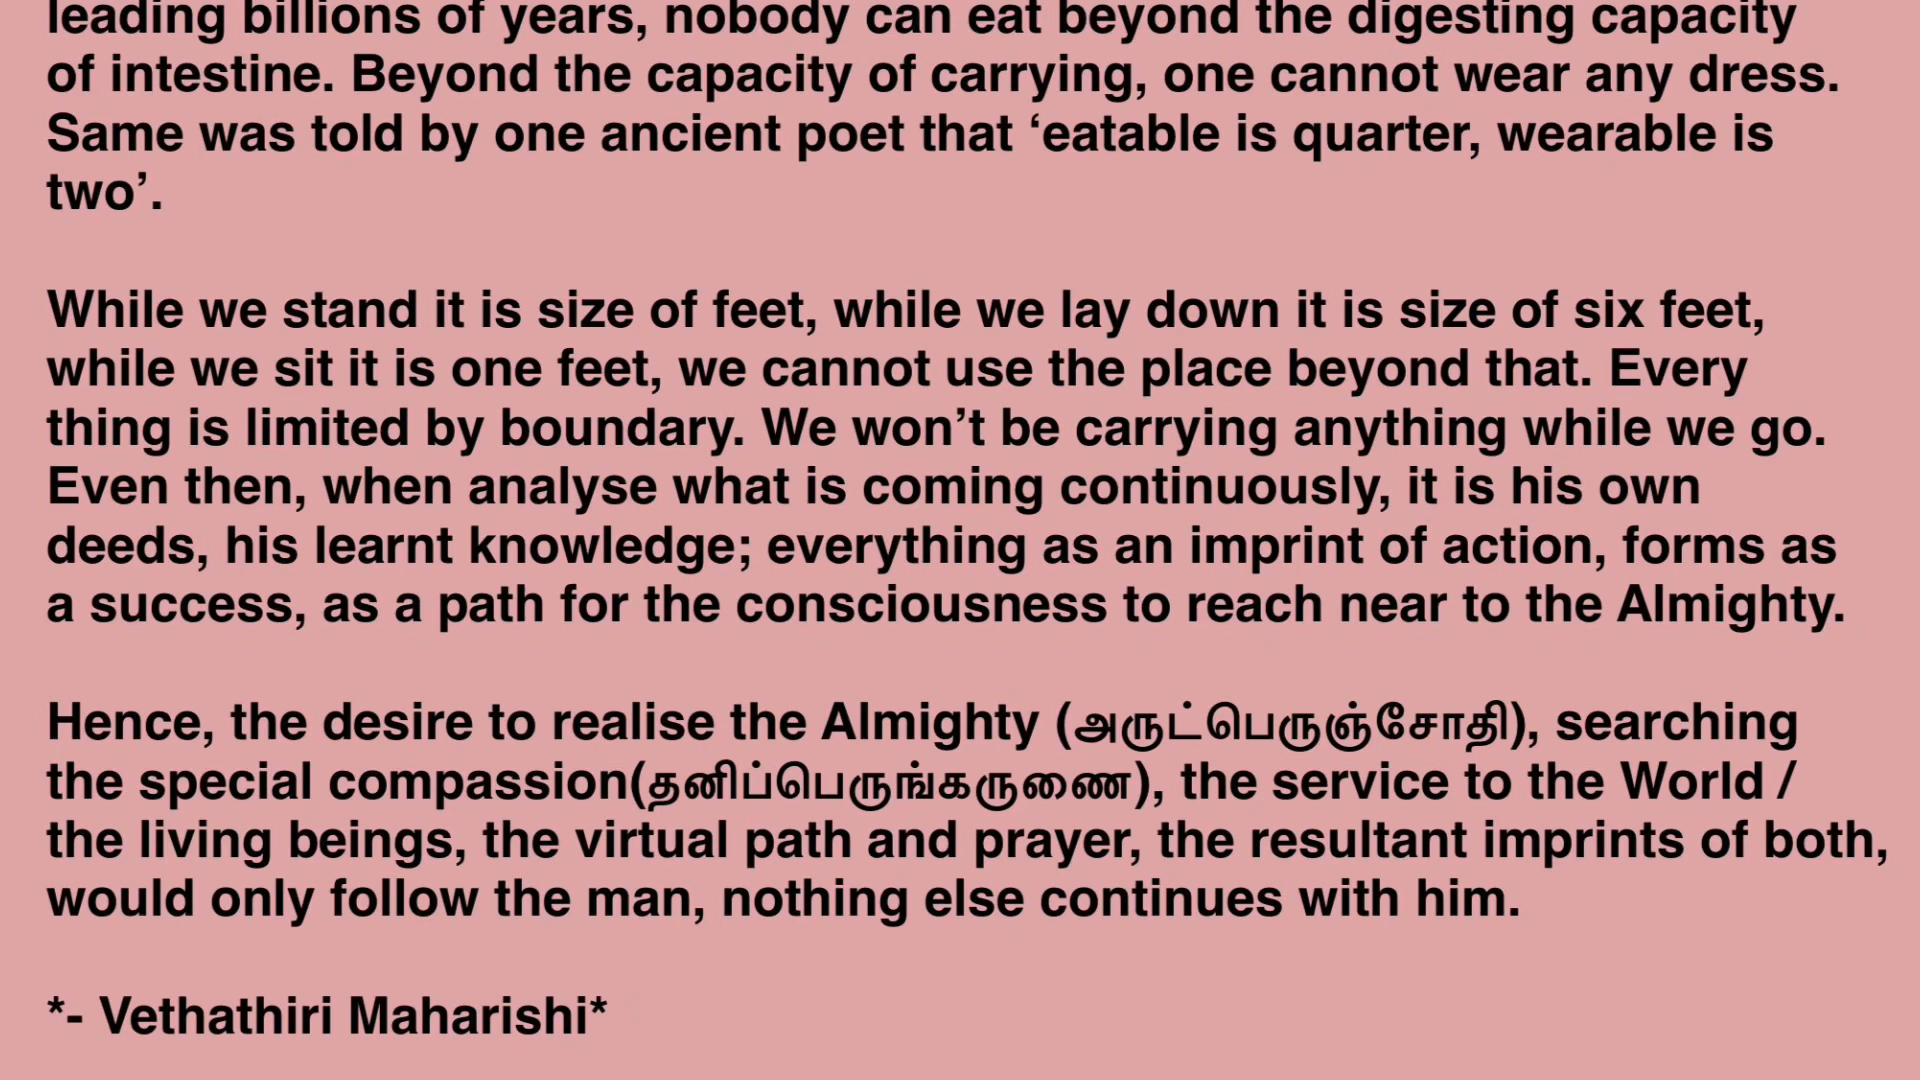 leading billions of years, nobody can eat beyond the digesting capacity
of intestine. Beyond the capacity of carrying, one cannot wear any dress.
Same was told by one ancient poet that ‘eatable is quarter, wearable is
two’.
While we stand it is size of feet, while we lay down it is size of six feet,
while we sit it is one feet, we cannot use the place beyond that. Every
thing is limited by boundary. We won’t be carrying anything while we go.
Even then, when analyse what is coming continuously, it is his own
deeds, his learnt knowledge; everything as an imprint of action, forms as
a success, as a path for the consciousness to reach near to the Almighty.
Hence, the desire to realise the Almighty (அருட்பெருஞ்சோதி), searching
the special compassion(தனிப்பெருங்கருணை), the service to the World /
the living beings, the virtual path and prayer, the resultant imprints of both,
would only follow the man, nothing else continues with him.
*- Vethathiri Maharishi*